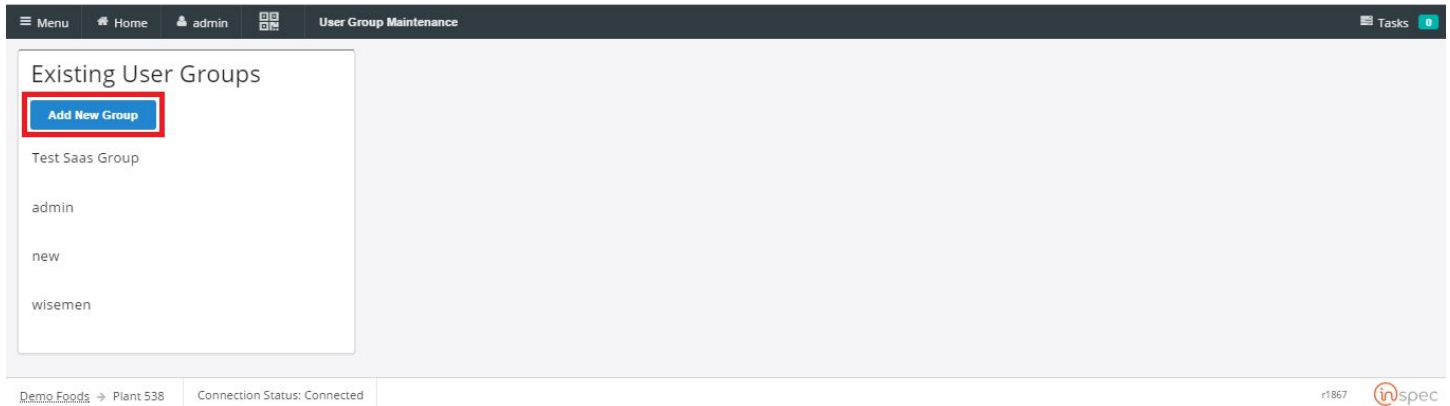 Menu Home admin User Group Maintenance Tasks 0
Existing User Groups
Add New Group
Test Saas Group
admin
new
wisemen
Demo Foods → Plant 538 Connection Status: Connected r1867 inspec